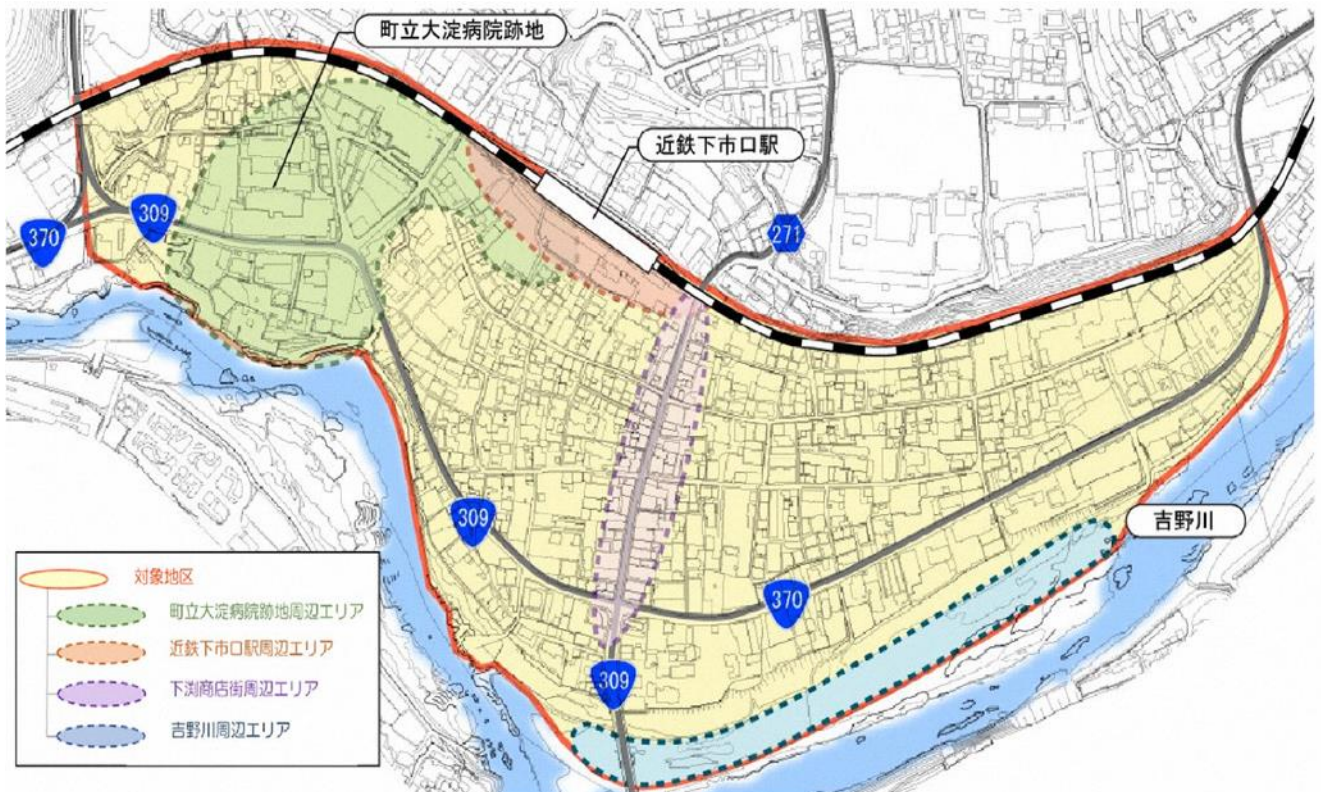 町立大淀病院跡地
近鉄下市口駅
271
309
370
309
吉野川
370
309
対象地区
町立大淀病院跡地周辺エリア
近鉄下市口駅周辺エリア
下渕商店街周辺エリア
吉野川周辺エリア